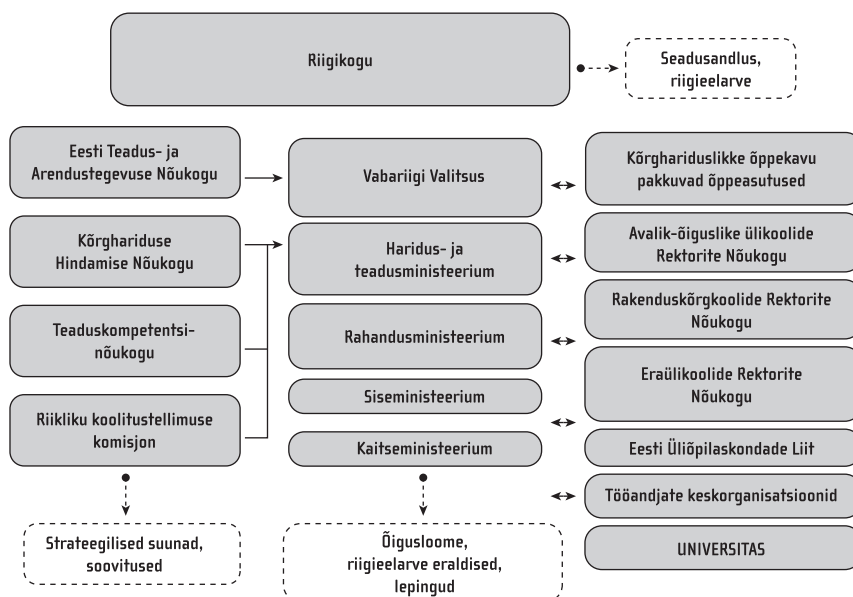 Riigikogu
Seadusandlus,
riigieelarve
Eesti Teadus- ja
Arendustegevuse Nõukogu
Kõrghariduse
Hindamise Nõukogu
Teaduskompetentsi-
nõukogu
Riikliku koolitustellimuse
komisjon
Strateegilised suunad,
soovitused
Vabariigi Valitsus
Haridus- ja
teadusministeerium
Rahandusministeerium
Siseministeerium
Kaitseministeerium
Õigusloome,
riigieelarve eraldised,
lepingud
Kõrghariduslikke õppekavu
pakkuvad õppeasutused
Avalik-õiguslike ülikoolide
Rektorite Nõukogu
Rakenduskõrgkoolide Rektorite
Nõukogu
Eraülikoolide Rektorite
Nõukogu
Eesti Üliõpilaskondade Liit
Tööandjate keskorganisatsioonid
UNIVERSITAS